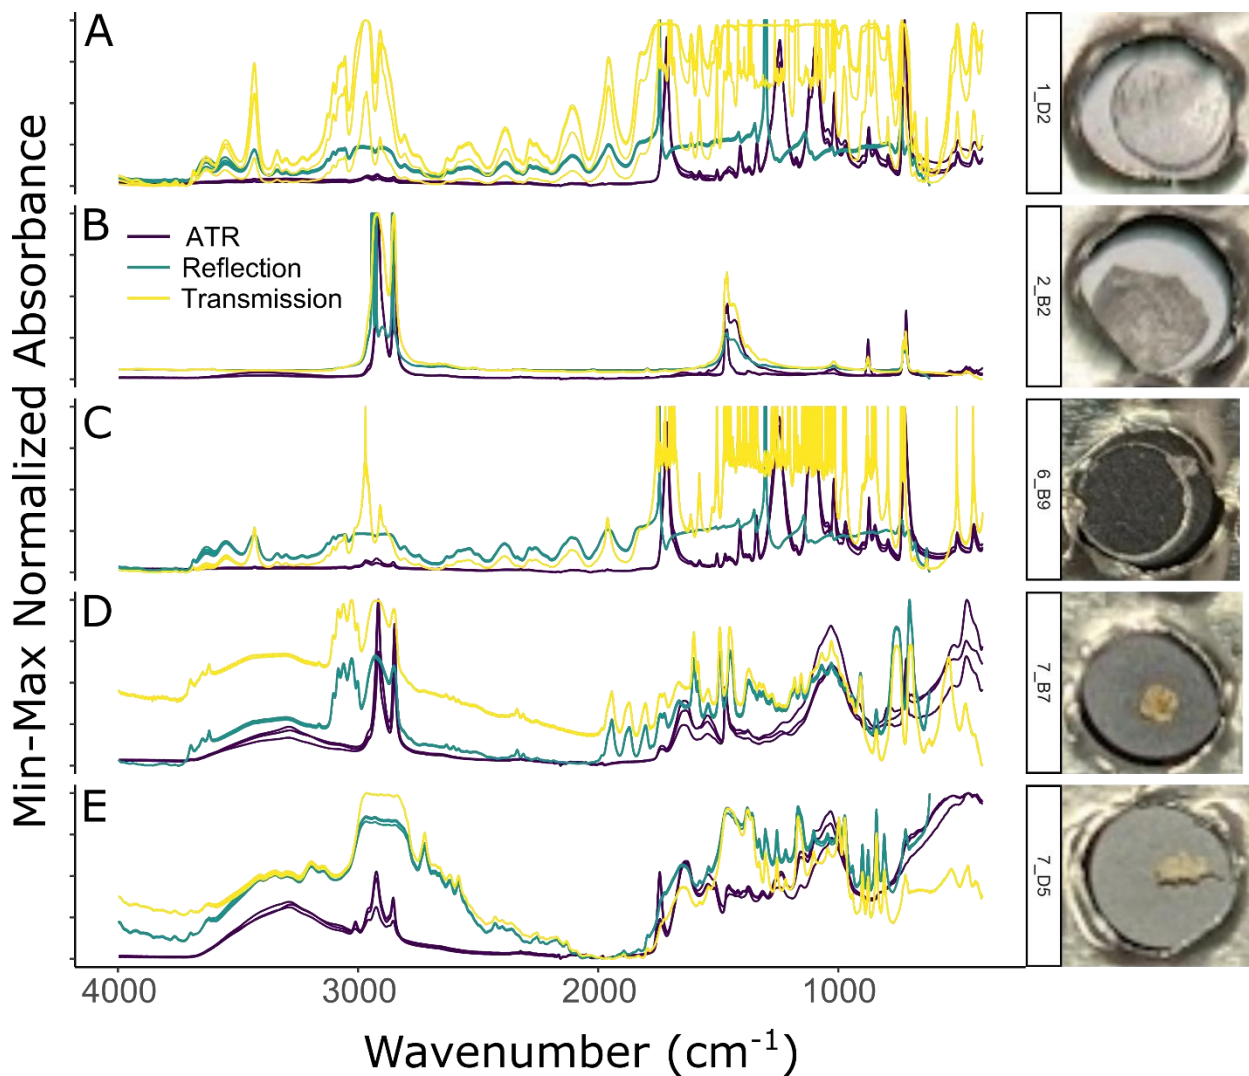 A
1_D2
B
ATR
Reflection
Transmission
2_B2
C
6_B9
D
7_B7
E
7_D5
Min-Max Normalized Absorbance
4000 3000 2000 1000
Wavenumber (cm⁻¹)